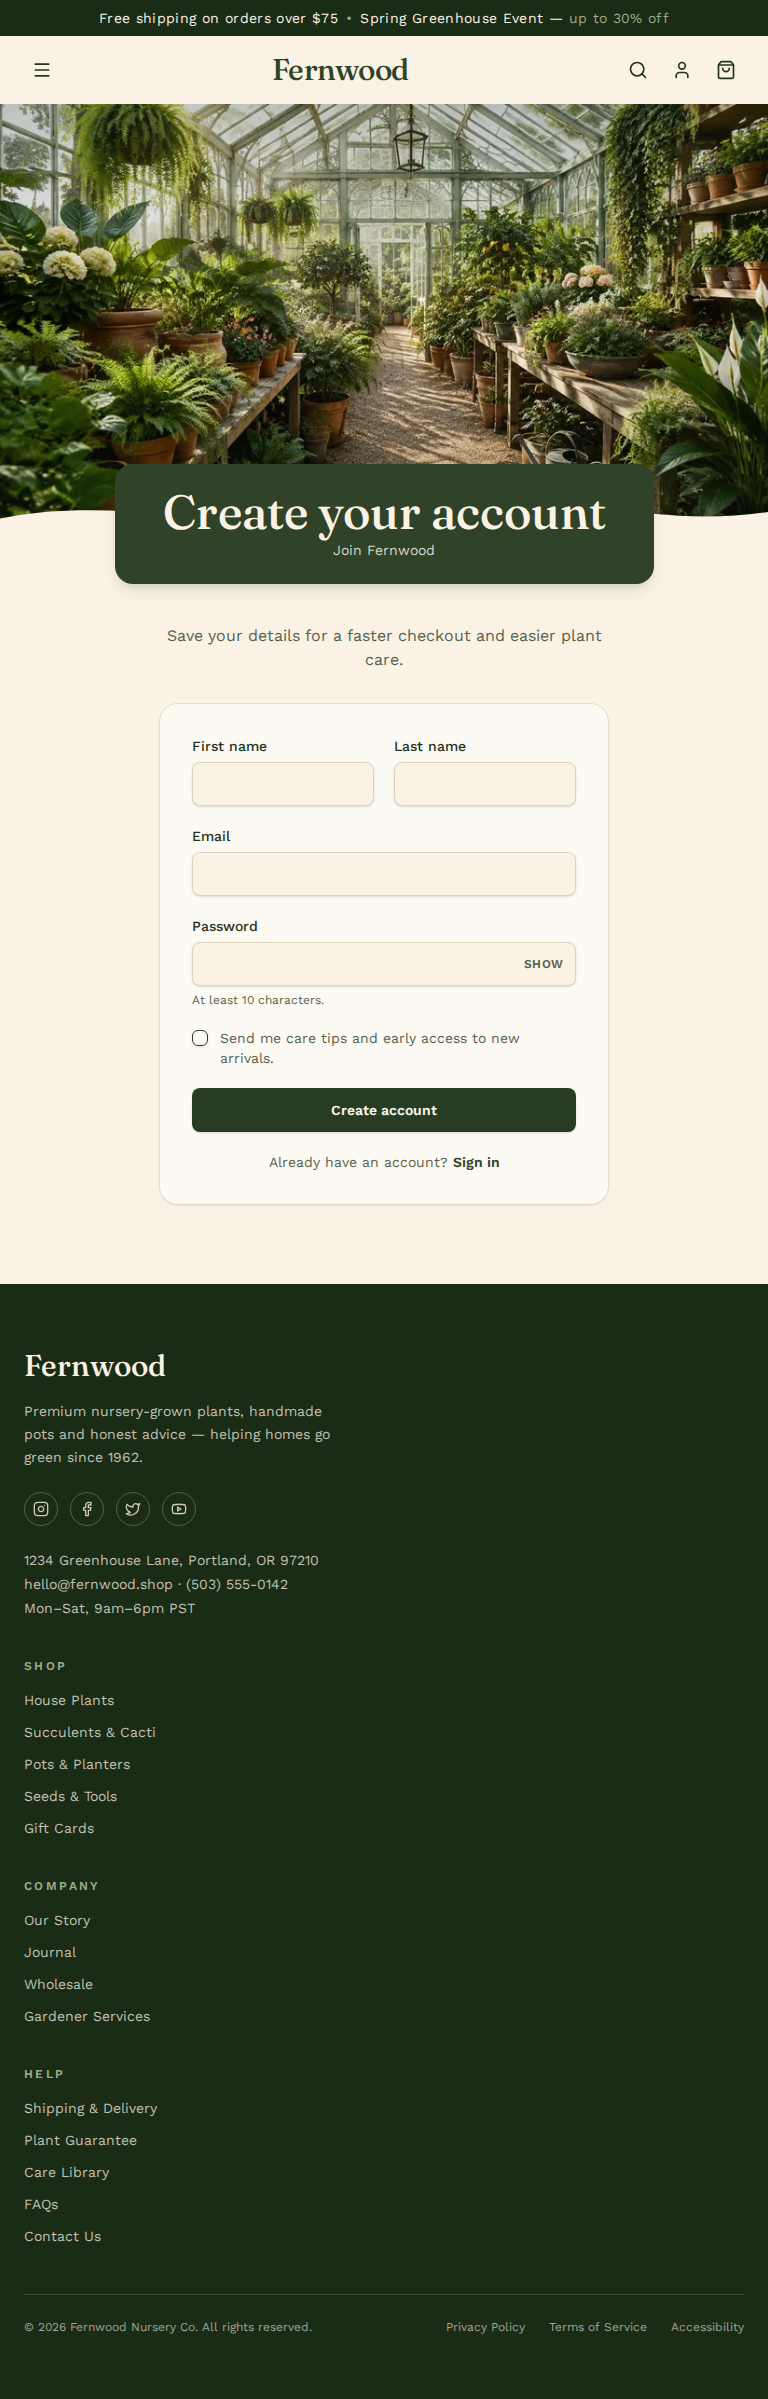 Free shipping on orders over $75 • Spring Greenhouse Event — up to 30% off
Fernwood
Create your account
Join Fernwood
Save your details for a faster checkout and easier plant
care.
First name
Last name
Email
Password
SHOW
At least 10 characters.
Send me care tips and early access to new
arrivals.
Create account
Already have an account? Sign in
Fernwood
Premium nursery-grown plants, handmade
pots and honest advice — helping homes go
green since 1962.
1234 Greenhouse Lane, Portland, OR 97210
hello@fernwood.shop · (503) 555-0142
Mon–Sat, 9am–6pm PST
SHOP
House Plants
Succulents & Cacti
Pots & Planters
Seeds & Tools
Gift Cards
COMPANY
Our Story
Journal
Wholesale
Gardener Services
HELP
Shipping & Delivery
Plant Guarantee
Care Library
FAQs
Contact Us
© 2026 Fernwood Nursery Co. All rights reserved.
Privacy Policy
Terms of Service
Accessibility